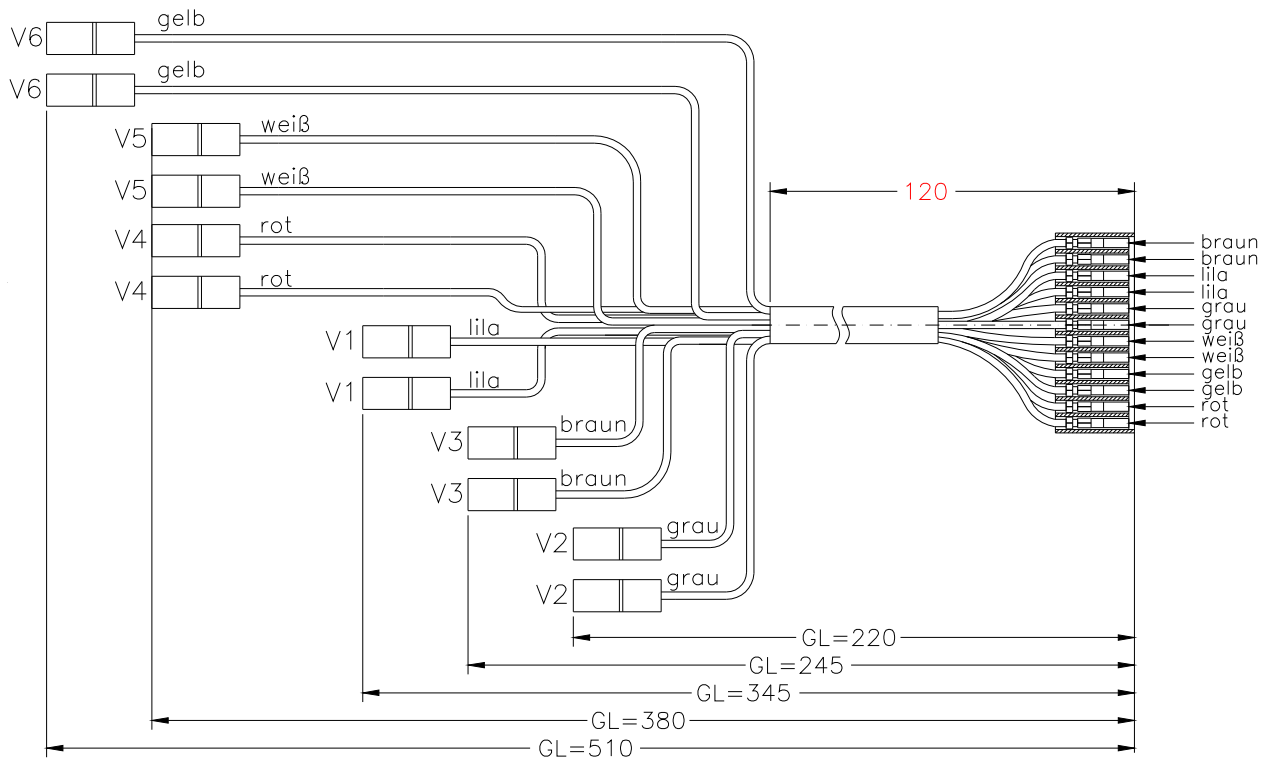 V6 gelb
V6 gelb
V5 weiß
V5 weiß
V4 rot
V4 rot
V1 lila
V1 lila
V3 braun
V3 braun
V2 grau
V2 grau
120
braun
braun
lila
lila
grau
grau
weiß
weiß
gelb
gelb
rot
rot
GL=220
GL=245
GL=345
GL=380
GL=510